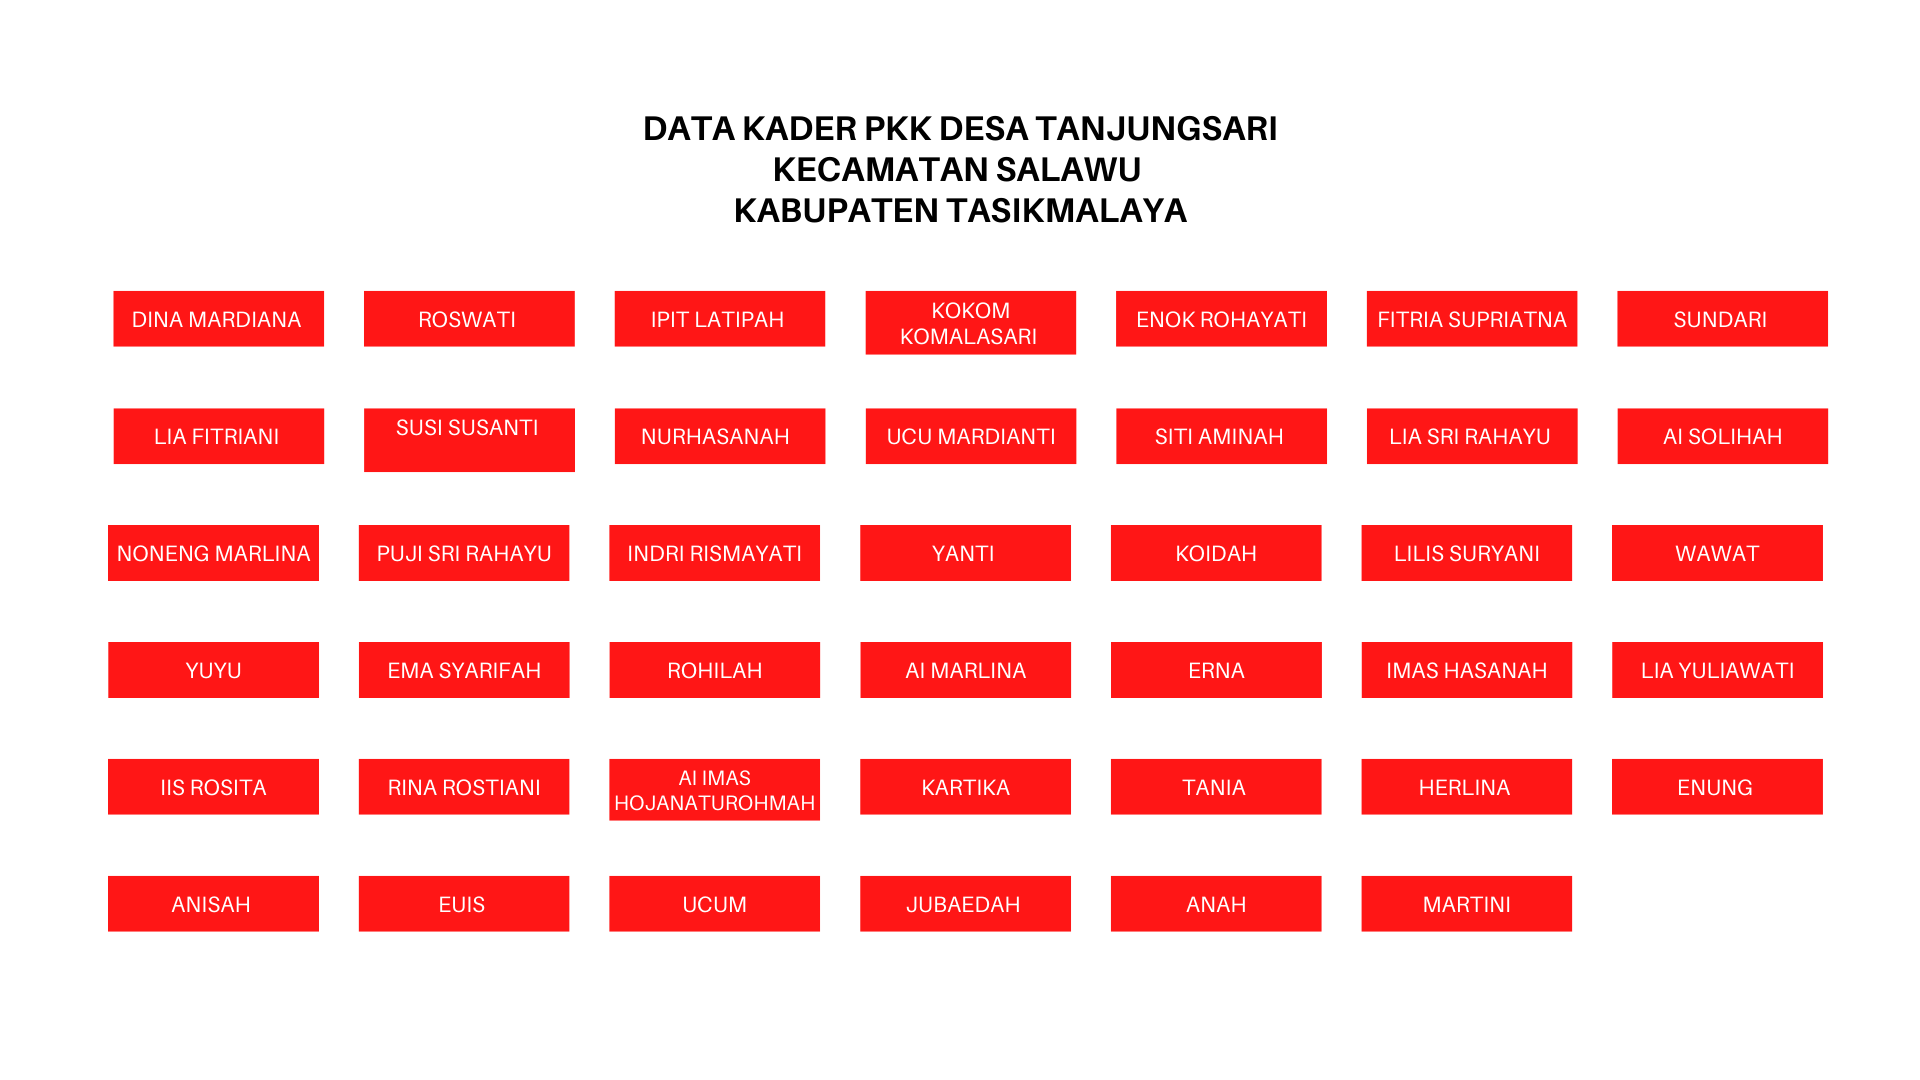 DATA KADER PKK DESA TANJUNGSARI
KECAMATAN SALAWU
KABUPATEN TASIKMALAYA
DINA MARDIANA
ROSWATI
IPIT LATIPAH
KOKOM
KOMALASARI
ENOK ROHAYATI
FITRIA SUPRIATNA
SUNDARI
LIA FITRIANI
SUSI SUSANTI
NURHASANAH
UCU MARDIANTI
SITI AMINAH
LIA SRI RAHAYU
AI SOLIHAH
NONENG MARLINA
PUJI SRI RAHAYU
INDRI RISMAYATI
YANTI
KOIDAH
LILIS SURYANI
WAWAT
YUYU
EMA SYARIFAH
ROHILAH
AI MARLINA
ERNA
IMAS HASANAH
LIA YULIAWATI
IIS ROSITA
RINA ROSTIANI
AI IMAS
HOJANATUROHMAH
KARTIKA
TANIA
HERLINA
ENUNG
ANISAH
EUIS
UCUM
JUBAEDAH
ANAH
MARTINI